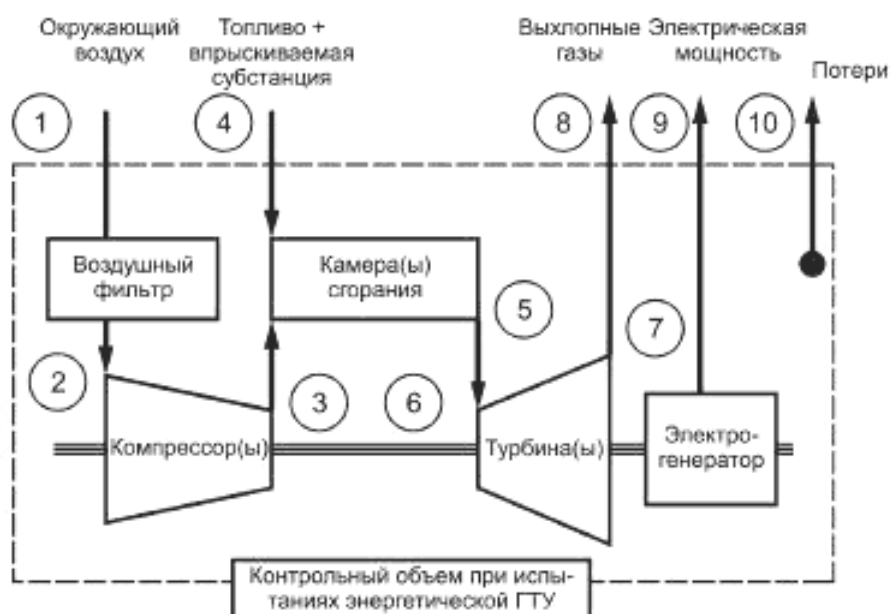 Окружающий
воздух
Топливо +
впрыскиваемая
субстанция
Выхлопные
газы
Электрическая
мощность
Потери
1
4
8
9
10
Воздушный
фильтр
Камера(ы)
сгорания
5
7
2
3
6
Компрессор(ы)
Турбина(ы)
Электро-
генератор
Контрольный объем при испы-
таниях энергетической ГТУ